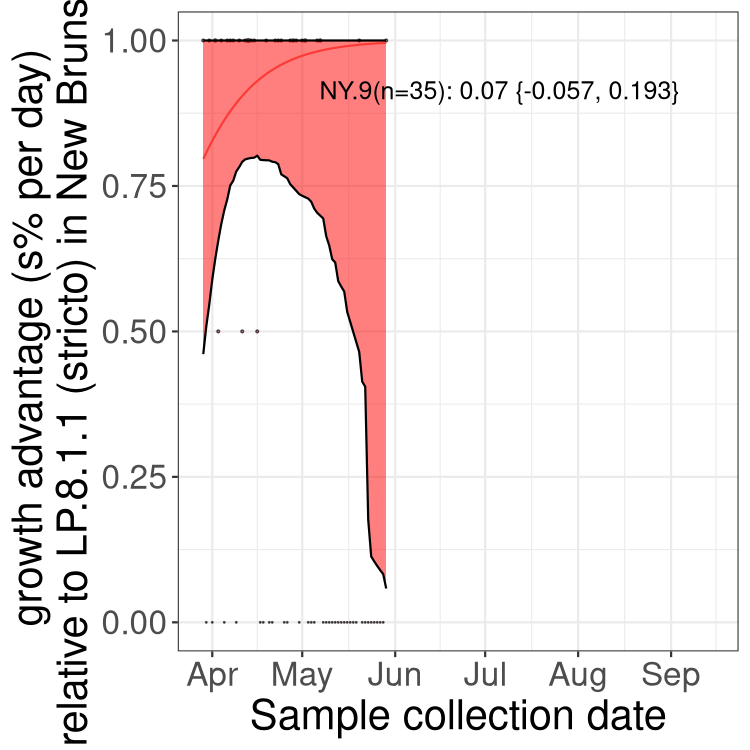 growth advantage (s% per day)
relative to LP.8.1.1 (stricto) in New Bruns
1.00
0.75
0.50
0.25
0.00
NY.9(n=35): 0.07 {-0.057, 0.193}
Apr May Jun Jul Aug Sep
Sample collection date